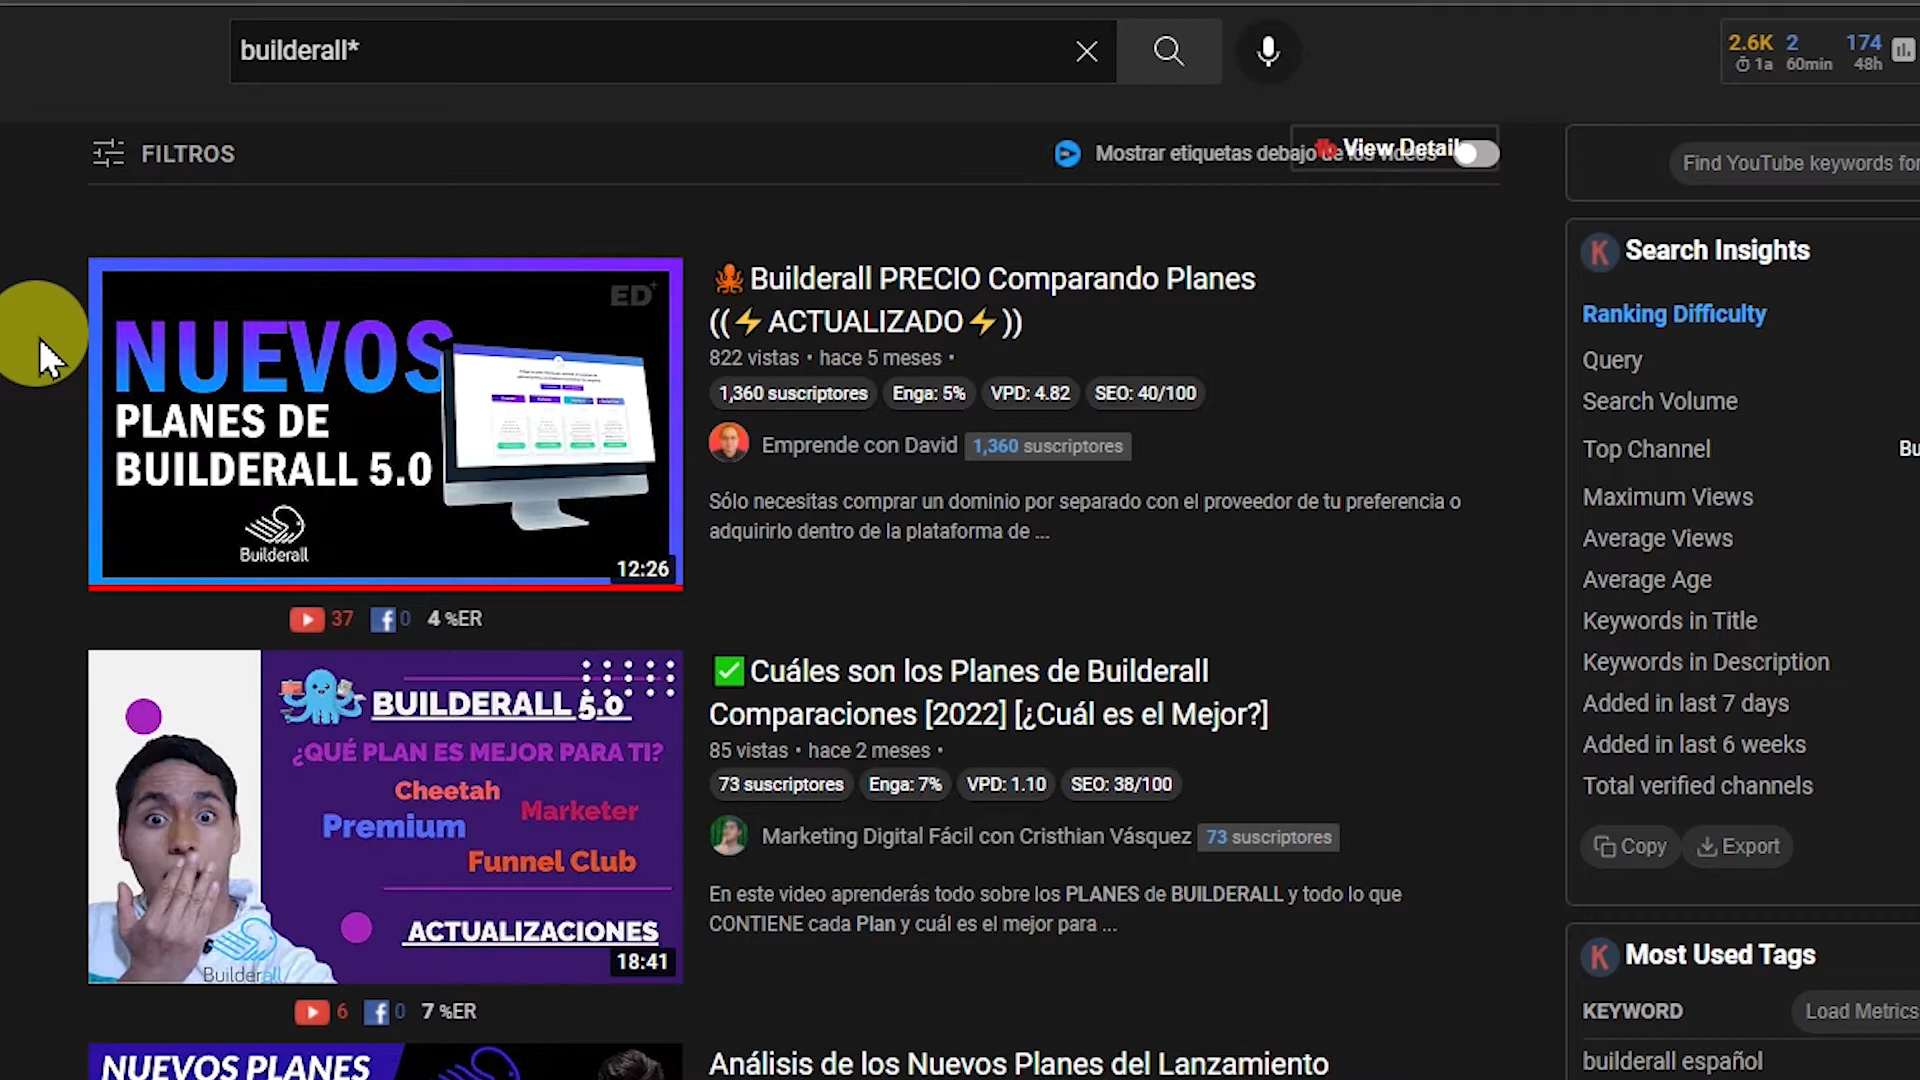 builderall*
2.6K 2 174
1a 60min 48h
FILTROS
Mostrar etiquetas debajo de los videos
View Detail
Find YouTube keywords for
NUEVOS
PLANES DE
BUILDERALL 5.0
Builderall
ED+
12:26
37 0 4 %ER
Builderall PRECIO Comparando Planes
((⚡ACTUALIZADO⚡))
822 vistas • hace 5 meses •
1,360 suscriptores Enga: 5% VPD: 4.82 SEO: 40/100
Emprende con David 1,360 suscriptores
Sólo necesitas comprar un dominio por separado con el proveedor de tu preferencia o
adquirirlo dentro de la plataforma de ...
BUILDERALL 5.0
¿QUÉ PLAN ES MEJOR PARA TI?
Cheetah
Marketer
Premium
Funnel Club
ACTUALIZACIONES
Builderall
18:41
6 0 7 %ER
✅Cuáles son los Planes de Builderall
Comparaciones [2022] [¿Cuál es el Mejor?]
85 vistas • hace 2 meses •
73 suscriptores Enga: 7% VPD: 1.10 SEO: 38/100
Marketing Digital Fácil con Cristhian Vásquez 73 suscriptores
En este video aprenderás todo sobre los PLANES de BUILDERALL y todo lo que
CONTIENE cada Plan y cuál es el mejor para ...
NUEVOS PLANES
Análisis de los Nuevos Planes del Lanzamiento
K Search Insights
Ranking Difficulty
Query
Search Volume
Top Channel Bu
Maximum Views
Average Views
Average Age
Keywords in Title
Keywords in Description
Added in last 7 days
Added in last 6 weeks
Total verified channels
Copy Export
K Most Used Tags
KEYWORD Load Metrics
builderall español